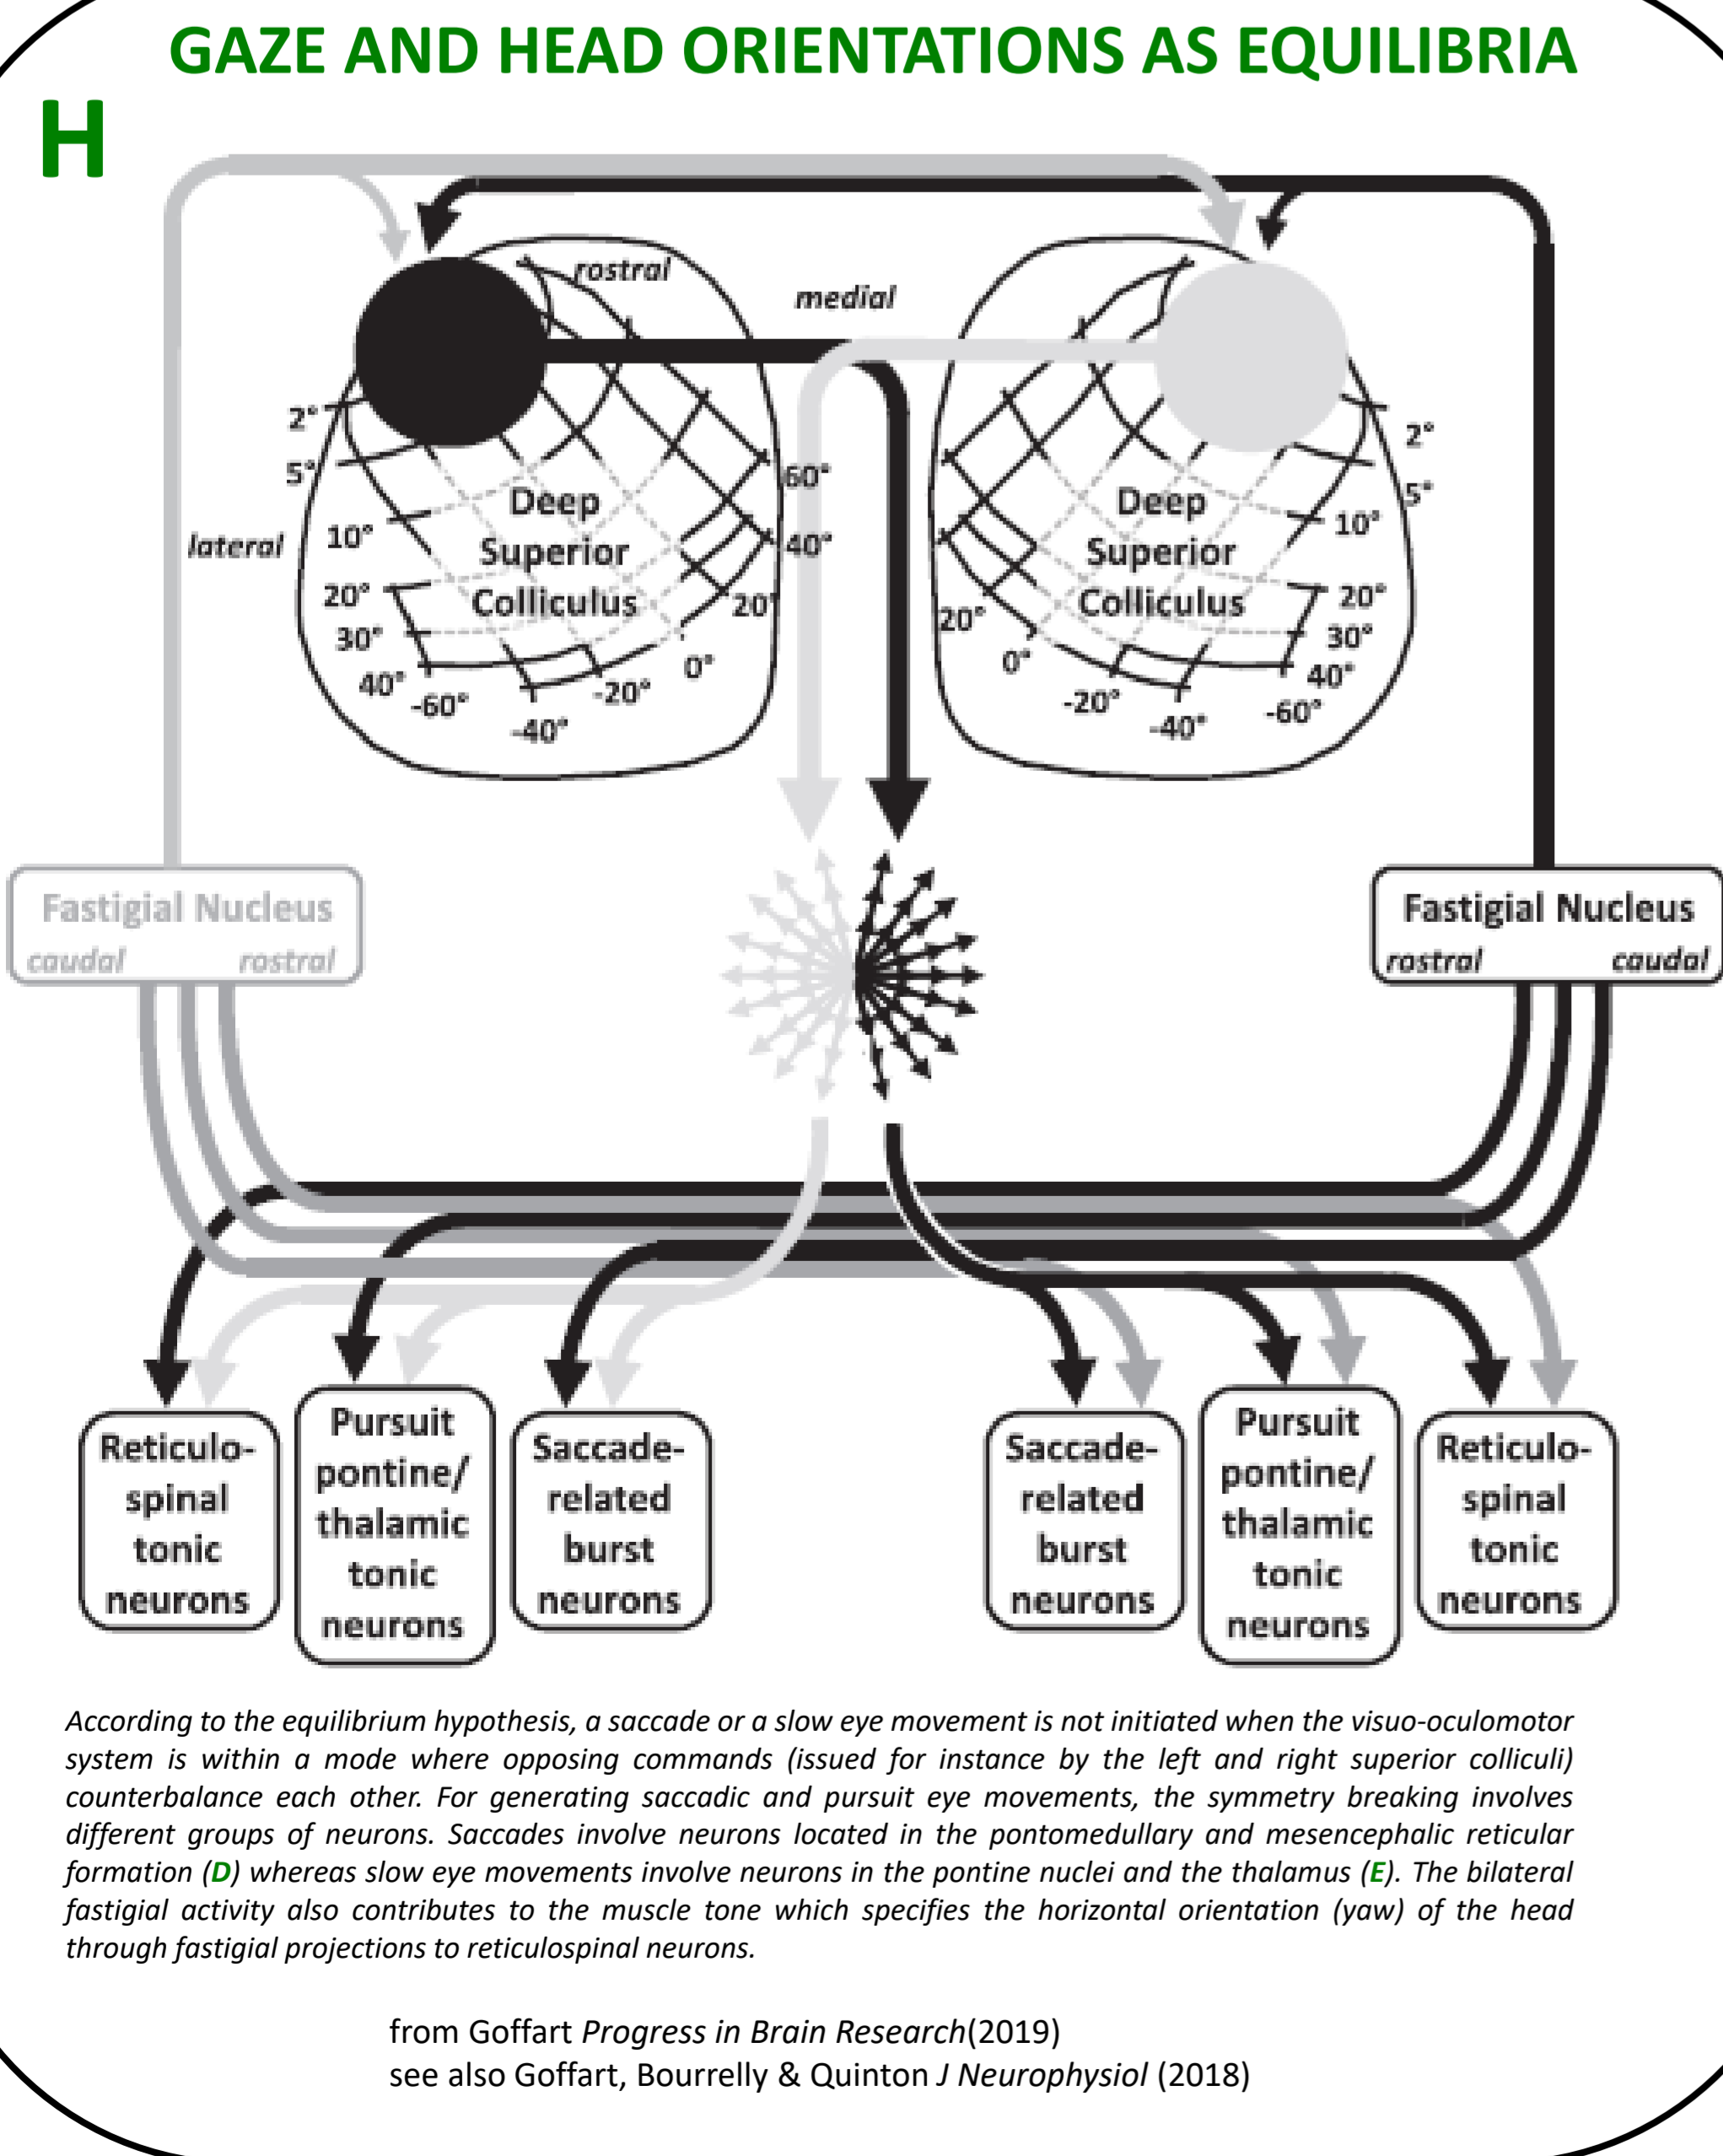 GAZE AND HEAD ORIENTATIONS AS EQUILIBRIA
H
rostral
medial
2°
5°
lateral
10°
20°
30°
40°
-60°
-40°
-20°
0°
20°
40°
60°
Deep
Superior
Colliculus
Deep
Superior
Colliculus
2°
5°
10°
20°
30°
40°
-60°
-40°
-20°
0°
20°
Fastigial Nucleus
caudal rostral
Fastigial Nucleus
rostral caudal
Reticulo-
spinal
tonic
neurons
Pursuit
pontine/
thalamic
tonic
neurons
Saccade-
related
burst
neurons
Saccade-
related
burst
neurons
Pursuit
pontine/
thalamic
tonic
neurons
Reticulo-
spinal
tonic
neurons
According to the equilibrium hypothesis, a saccade or a slow eye movement is not initiated when the visuo-oculomotor
system is within a mode where opposing commands (issued for instance by the left and right superior colliculi)
counterbalance each other. For generating saccadic and pursuit eye movements, the symmetry breaking involves
different groups of neurons. Saccades involve neurons located in the pontomedullary and mesencephalic reticular
formation (D) whereas slow eye movements involve neurons in the pontine nuclei and the thalamus (E). The bilateral
fastigial activity also contributes to the muscle tone which specifies the horizontal orientation (yaw) of the head
through fastigial projections to reticulospinal neurons.
from Goffart Progress in Brain Research(2019)
see also Goffart, Bourrelly & Quinton J Neurophysiol (2018)